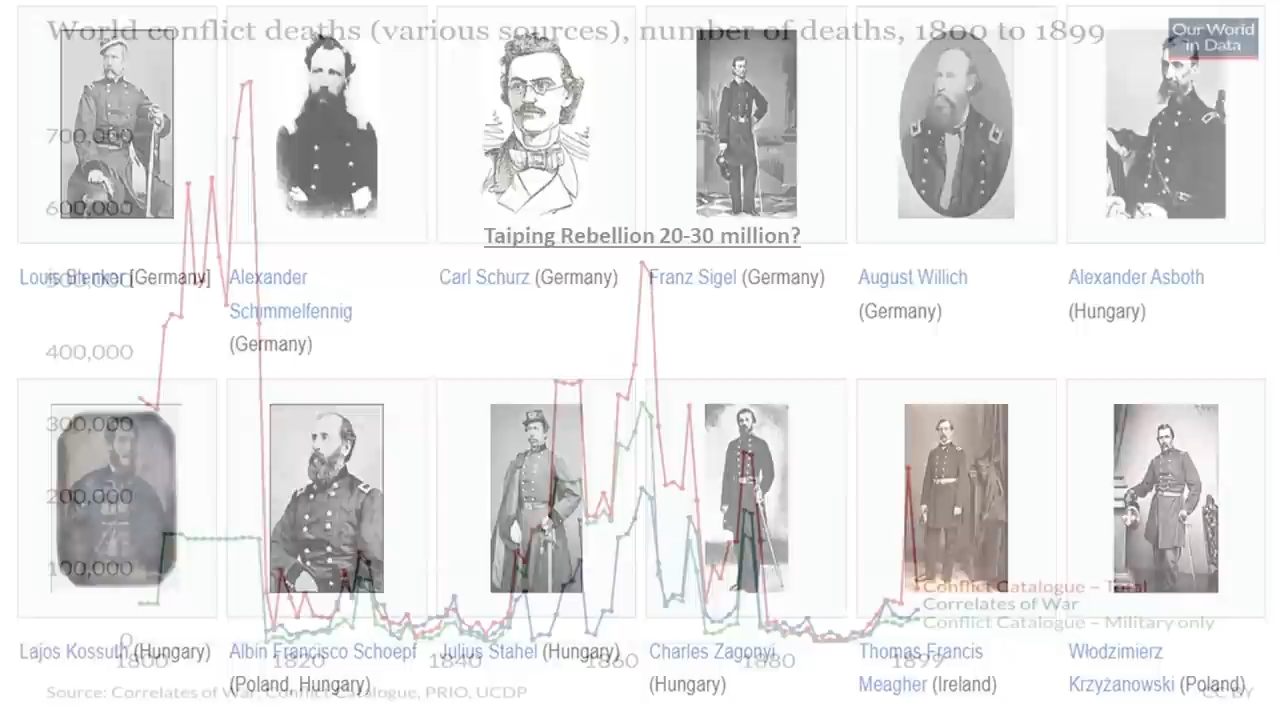 World conflict deaths (various sources), number of deaths, 1800 to 1899
Our World
in Data
700,000
600,000
Taiping Rebellion 20-30 million?
Louis Blenker [Germany]
Alexander
Schimmelfennig
(Germany)
Carl Schurz (Germany)
Franz Sigel (Germany)
August Willich
(Germany)
Alexander Asboth
(Hungary)
500,000
400,000
300,000
200,000
100,000
0
Lajos Kossuth (Hungary)
Albin Francisco Schoepf
(Poland, Hungary)
Julius Stahel (Hungary)
Charles Zagonyi
(Hungary)
Thomas Francis
Meagher (Ireland)
Włodzimierz
Krzyżanowski (Poland)
Conflict Catalogue – Total
Correlates of War
Conflict Catalogue – Military only
1800
1820
1840
1860
1880
1899
Source: Correlates of War, Conflict Catalogue, PRIO, UCDP
CC BY